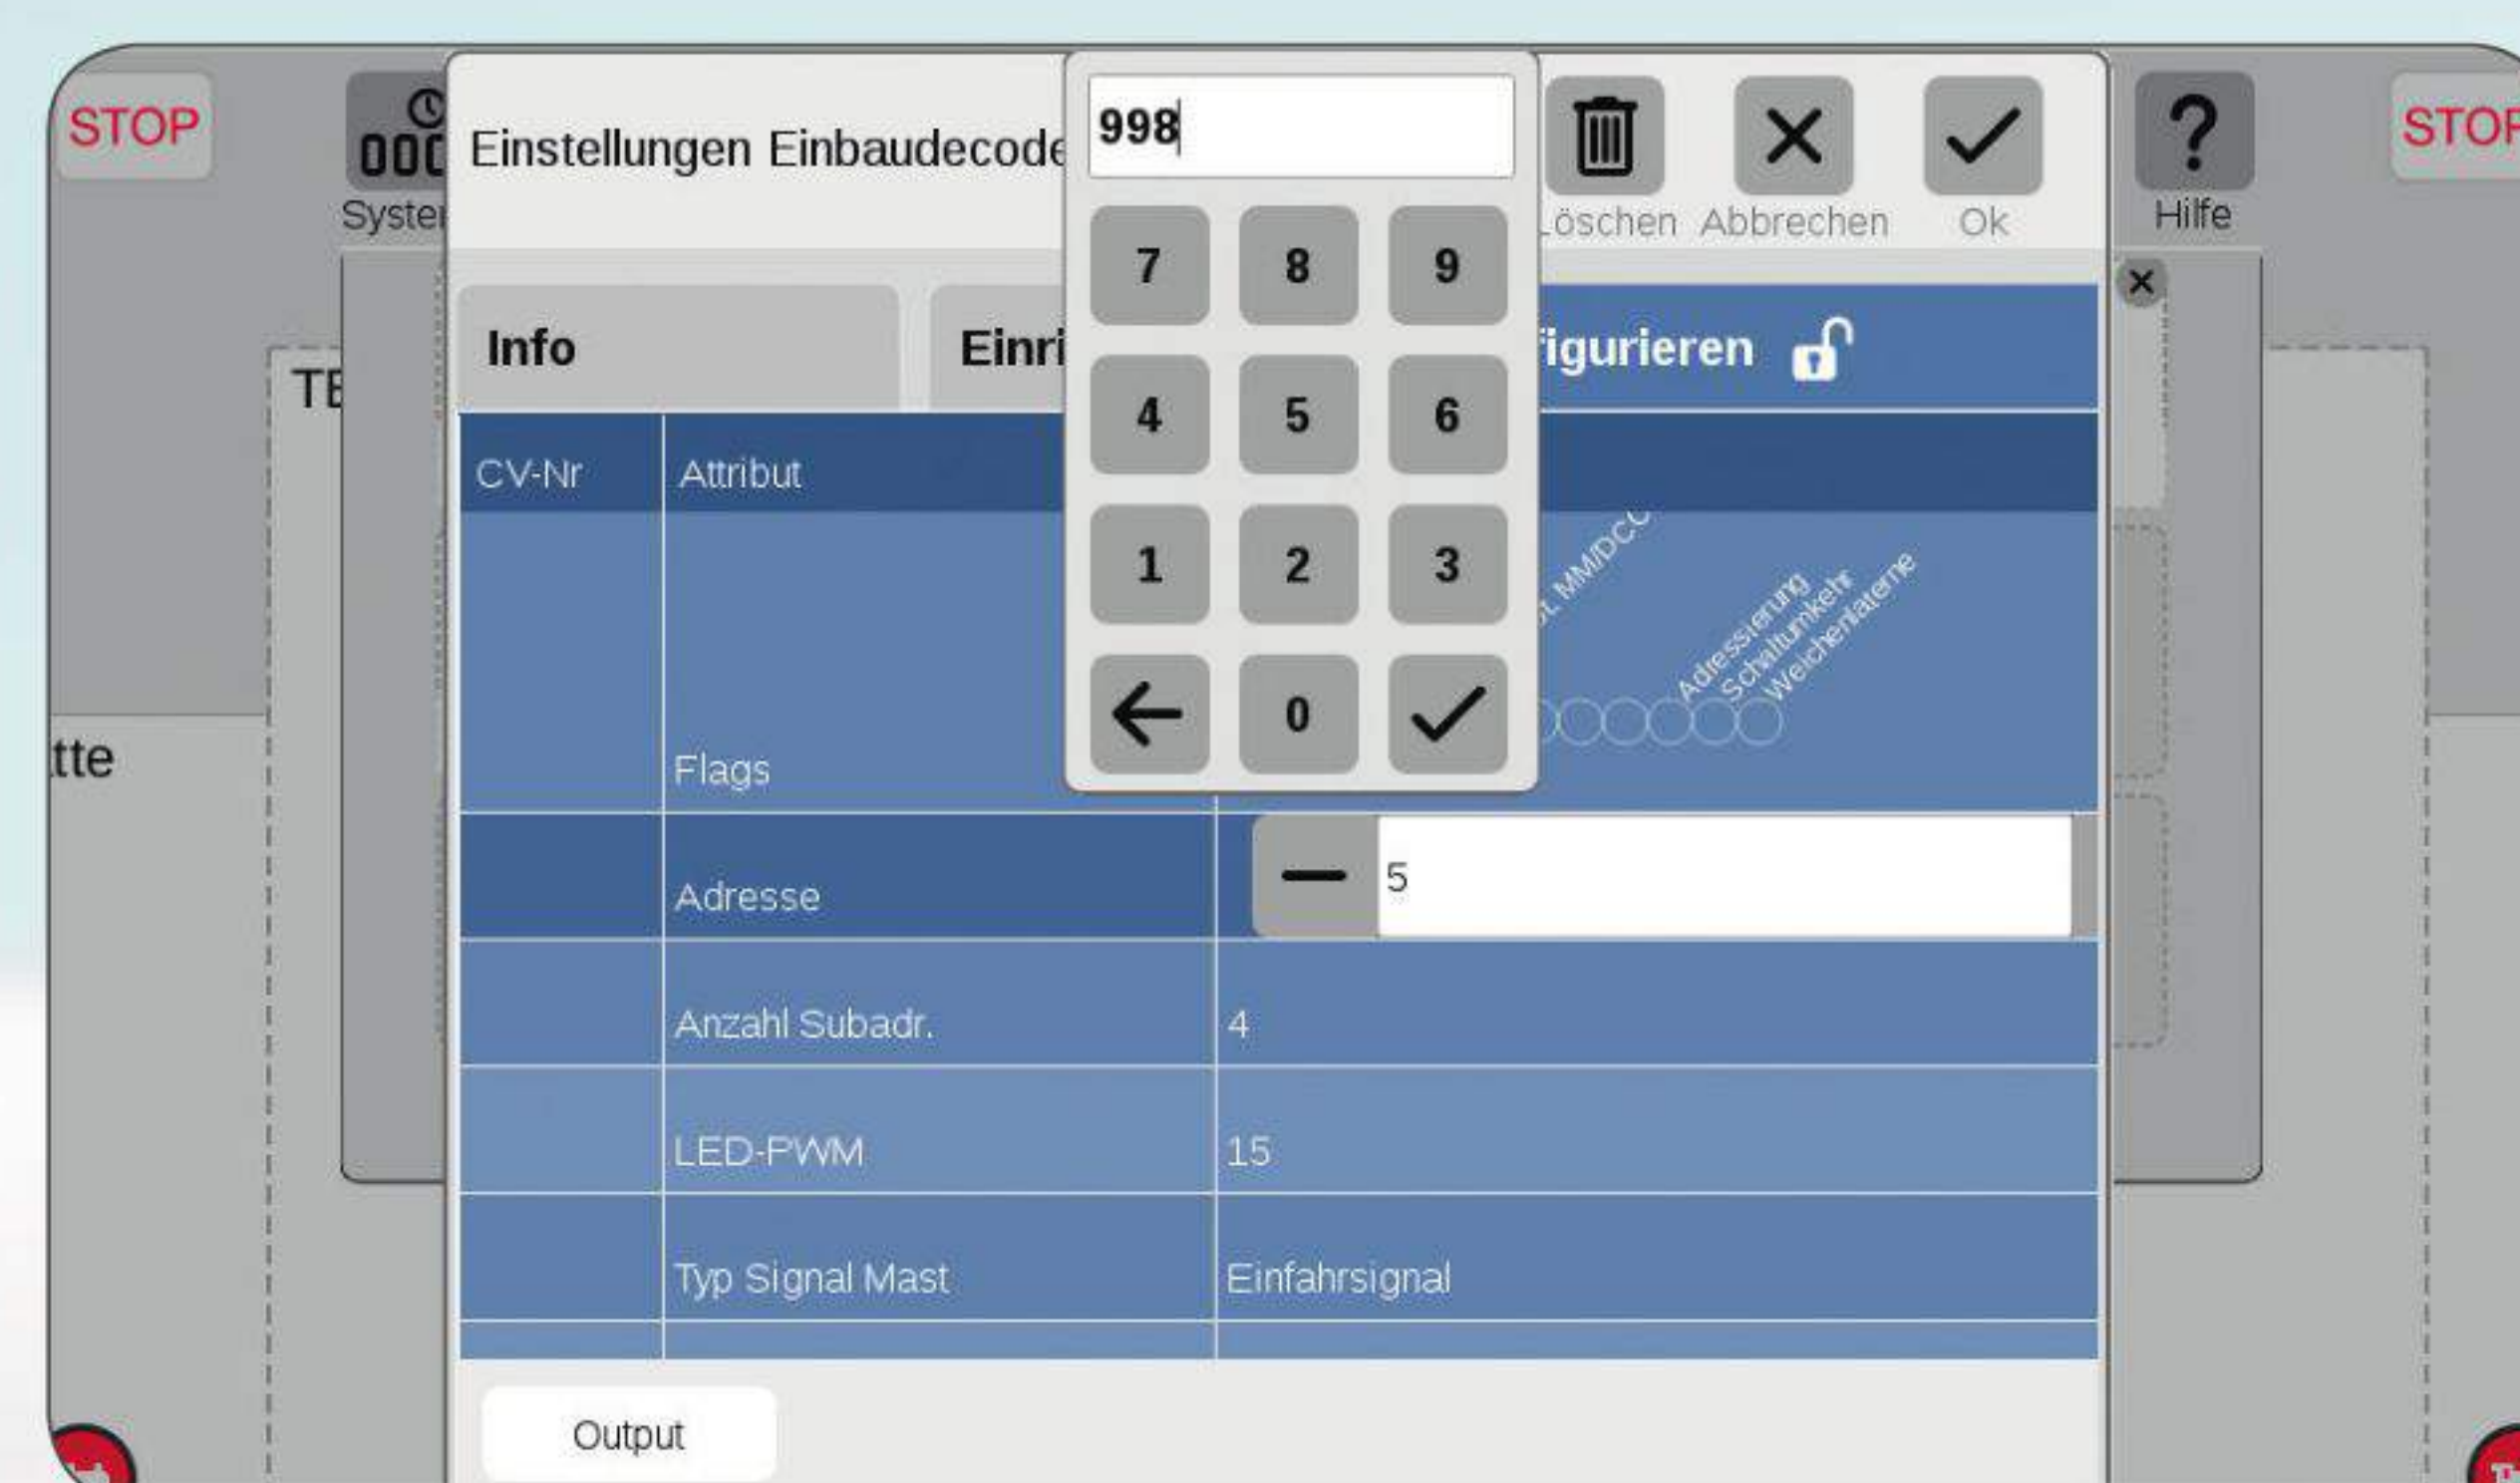 STOP
000
Syster
Einstellungen Einbaudecode
998
Löschen
Abbrechen
Ok
Hilfe
STOP
7 8 9
4 5 6
1 2 3
0
Info
Einri
figurieren
TE
CV-Nr
Attribut
st. MM/DCC
Adressierung
Schaltumkehr
Weichenlaterne
tte
Flags
Adresse
5
Anzahl Subadr.
4
LED-PWM
15
Typ Signal Mast
Einfahrsignal
Output